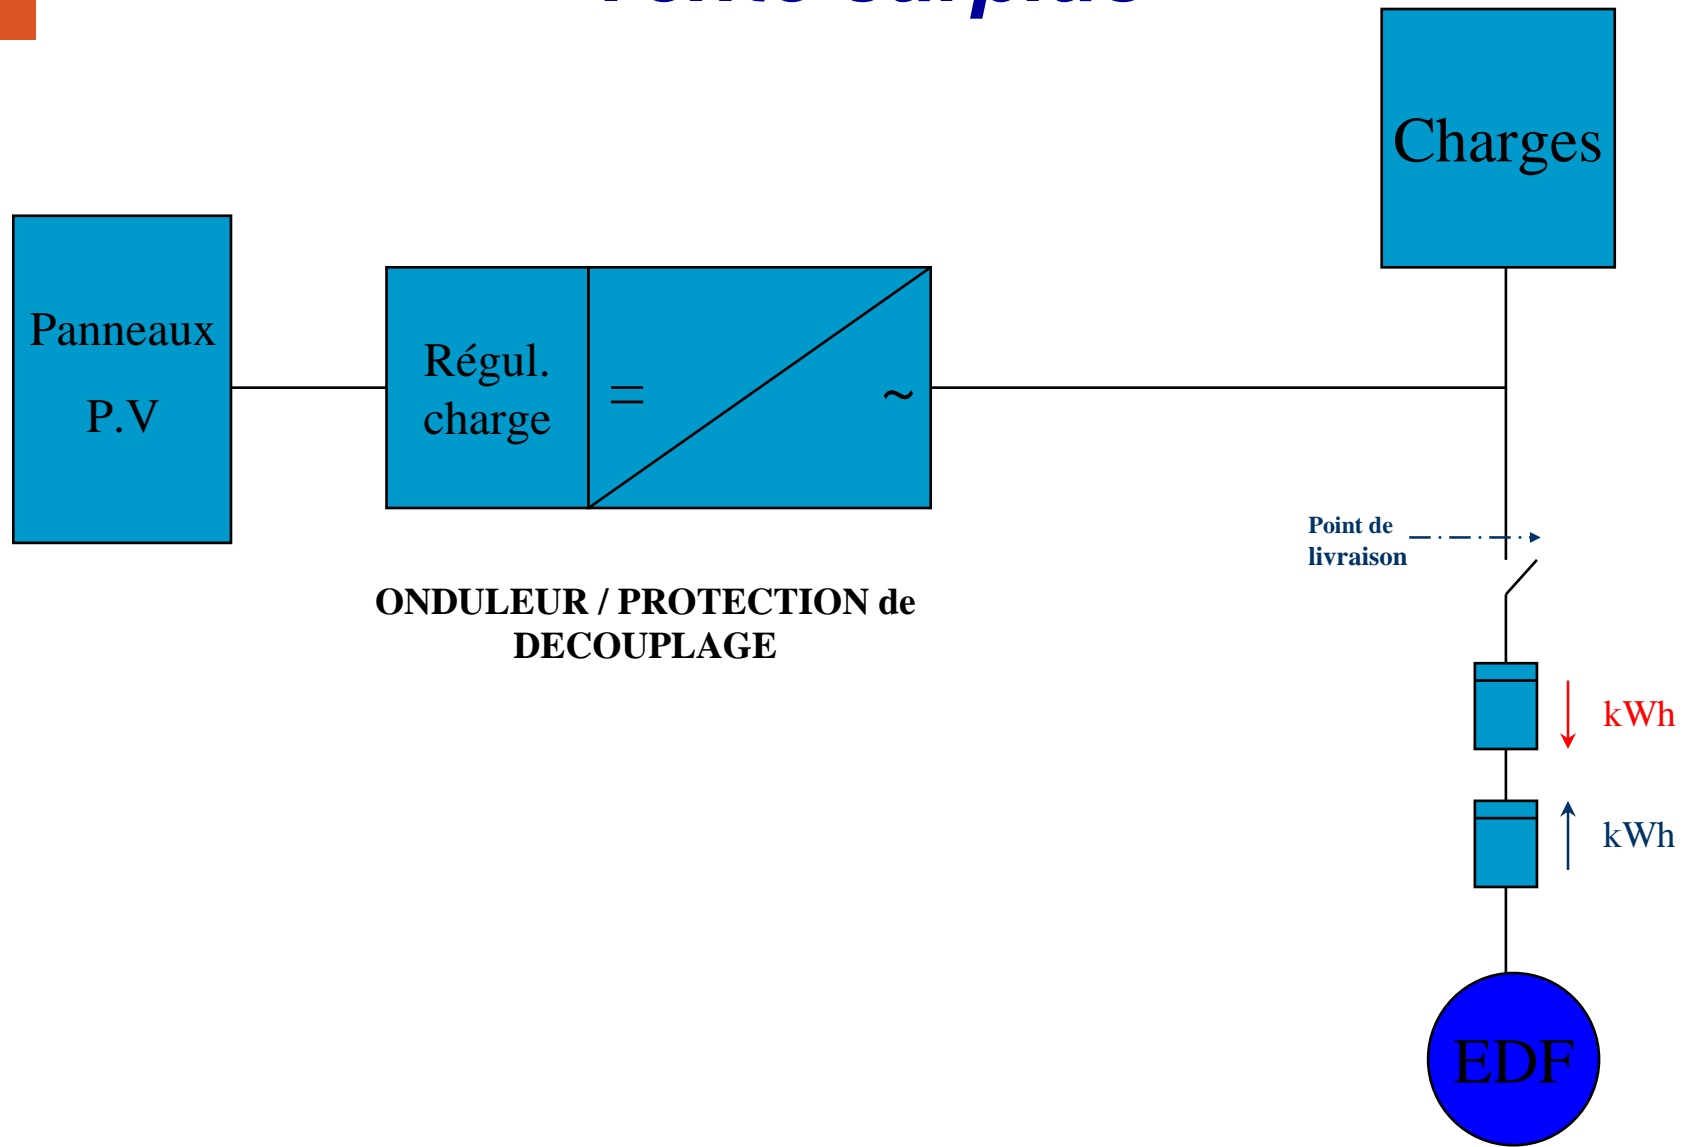 Charges
Panneaux
P.V
Régul.
charge
=
~
Point de
livraison
ONDULEUR / PROTECTION de
DECOUPLAGE
kWh
kWh
EDF